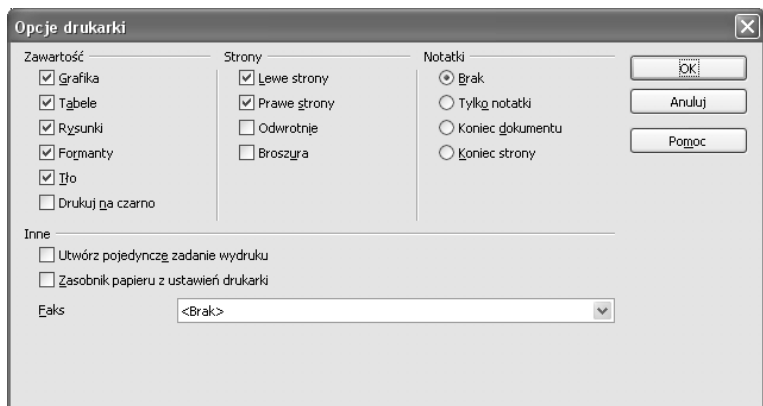 Opcje drukarki
Zawartość
Grafika
Tabele
Rysunki
Formanty
Tło
Drukuj na czarno
Strony
Lewe strony
Prawe strony
Odwrotnie
Broszura
Notatki
Brak
Tylko notatki
Koniec dokumentu
Koniec strony
OK
Anuluj
Pomoc
Inne
Utwórz pojedyncze zadanie wydruku
Zasobnik papieru z ustawień drukarki
Faks
<Brak>